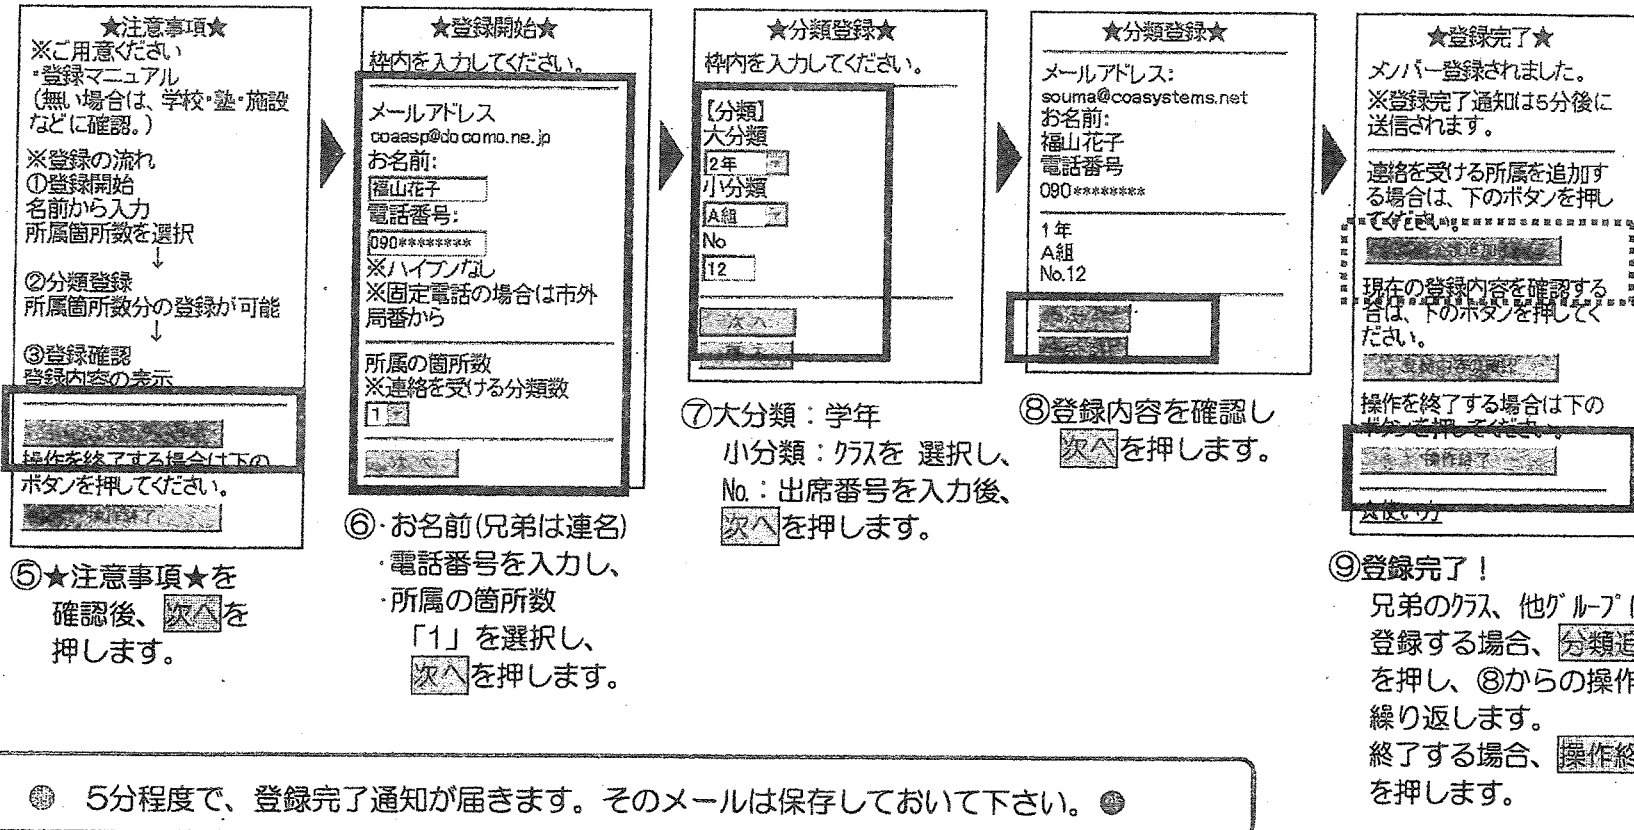 ★注意事項★
※ご用意ください
・登録マニュアル
(無い場合は、学校・塾・施設
などに確認。)
※登録の流れ
①登録開始
名前から入力
所属箇所数を選択
↓
②分類登録
所属箇所数分の登録が可能
↓
③登録確認
登録内容の表示
操作を終了する場合は下の
ボタンを押してください。
操作終了
⑤★注意事項★を
確認後、次へを
押します。
★登録開始★
枠内を入力してください。
メールアドレス
coaasp@docomo.ne.jp
お名前:
福山花子
電話番号:
090********
※ハイフンなし
※固定電話の場合は市外
局番から
所属の箇所数
※連絡を受ける分類数
1
次へ
⑥・お名前(兄弟は連名)
・電話番号を入力し、
・所属の箇所数
「1」を選択し、
次へを押します。
★分類登録★
枠内を入力してください。
【分類】
大分類
2年
小分類
A組
No
12
次へ
⑦大分類：学年
小分類：クラスを 選択し、
No.：出席番号を入力後、
次へを押します。
★分類登録★
メールアドレス:
souma@coasystems.net
お名前:
福山花子
電話番号
090********
1年
A組
No.12
⑧登録内容を確認し
次へを押します。
★登録完了★
メンバー登録されました。
※登録完了通知は5分後に
送信されます。
連絡を受ける所属を追加す
る場合は、下のボタンを押し
てください。
現在の登録内容を確認する
合は、下のボタンを押してく
ださい。
操作を終了する場合は下の
ボタンを押してください。
操作終了
☆使い方
⑨登録完了！
兄弟のクラス、他グループ
登録する場合、分類追
を押し、⑧からの操作
繰り返します。
終了する場合、操作終
を押します。
● 5分程度で、登録完了通知が届きます。そのメールは保存しておいて下さい。●